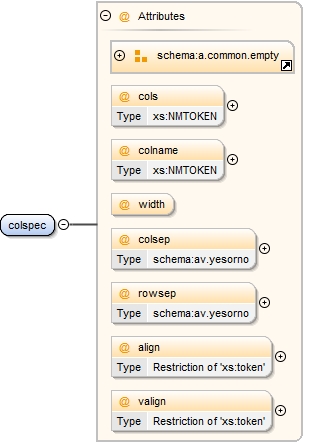 Attributes
schema:a.common.empty
@ cols
Type xs:NMTOKEN
@ colname
Type xs:NMTOKEN
@ width
colspec
@ colsep
Type schema:av.yesorno
@ rowsep
Type schema:av.yesorno
@ align
Type Restriction of 'xs:token'
@ valign
Type Restriction of 'xs:token'